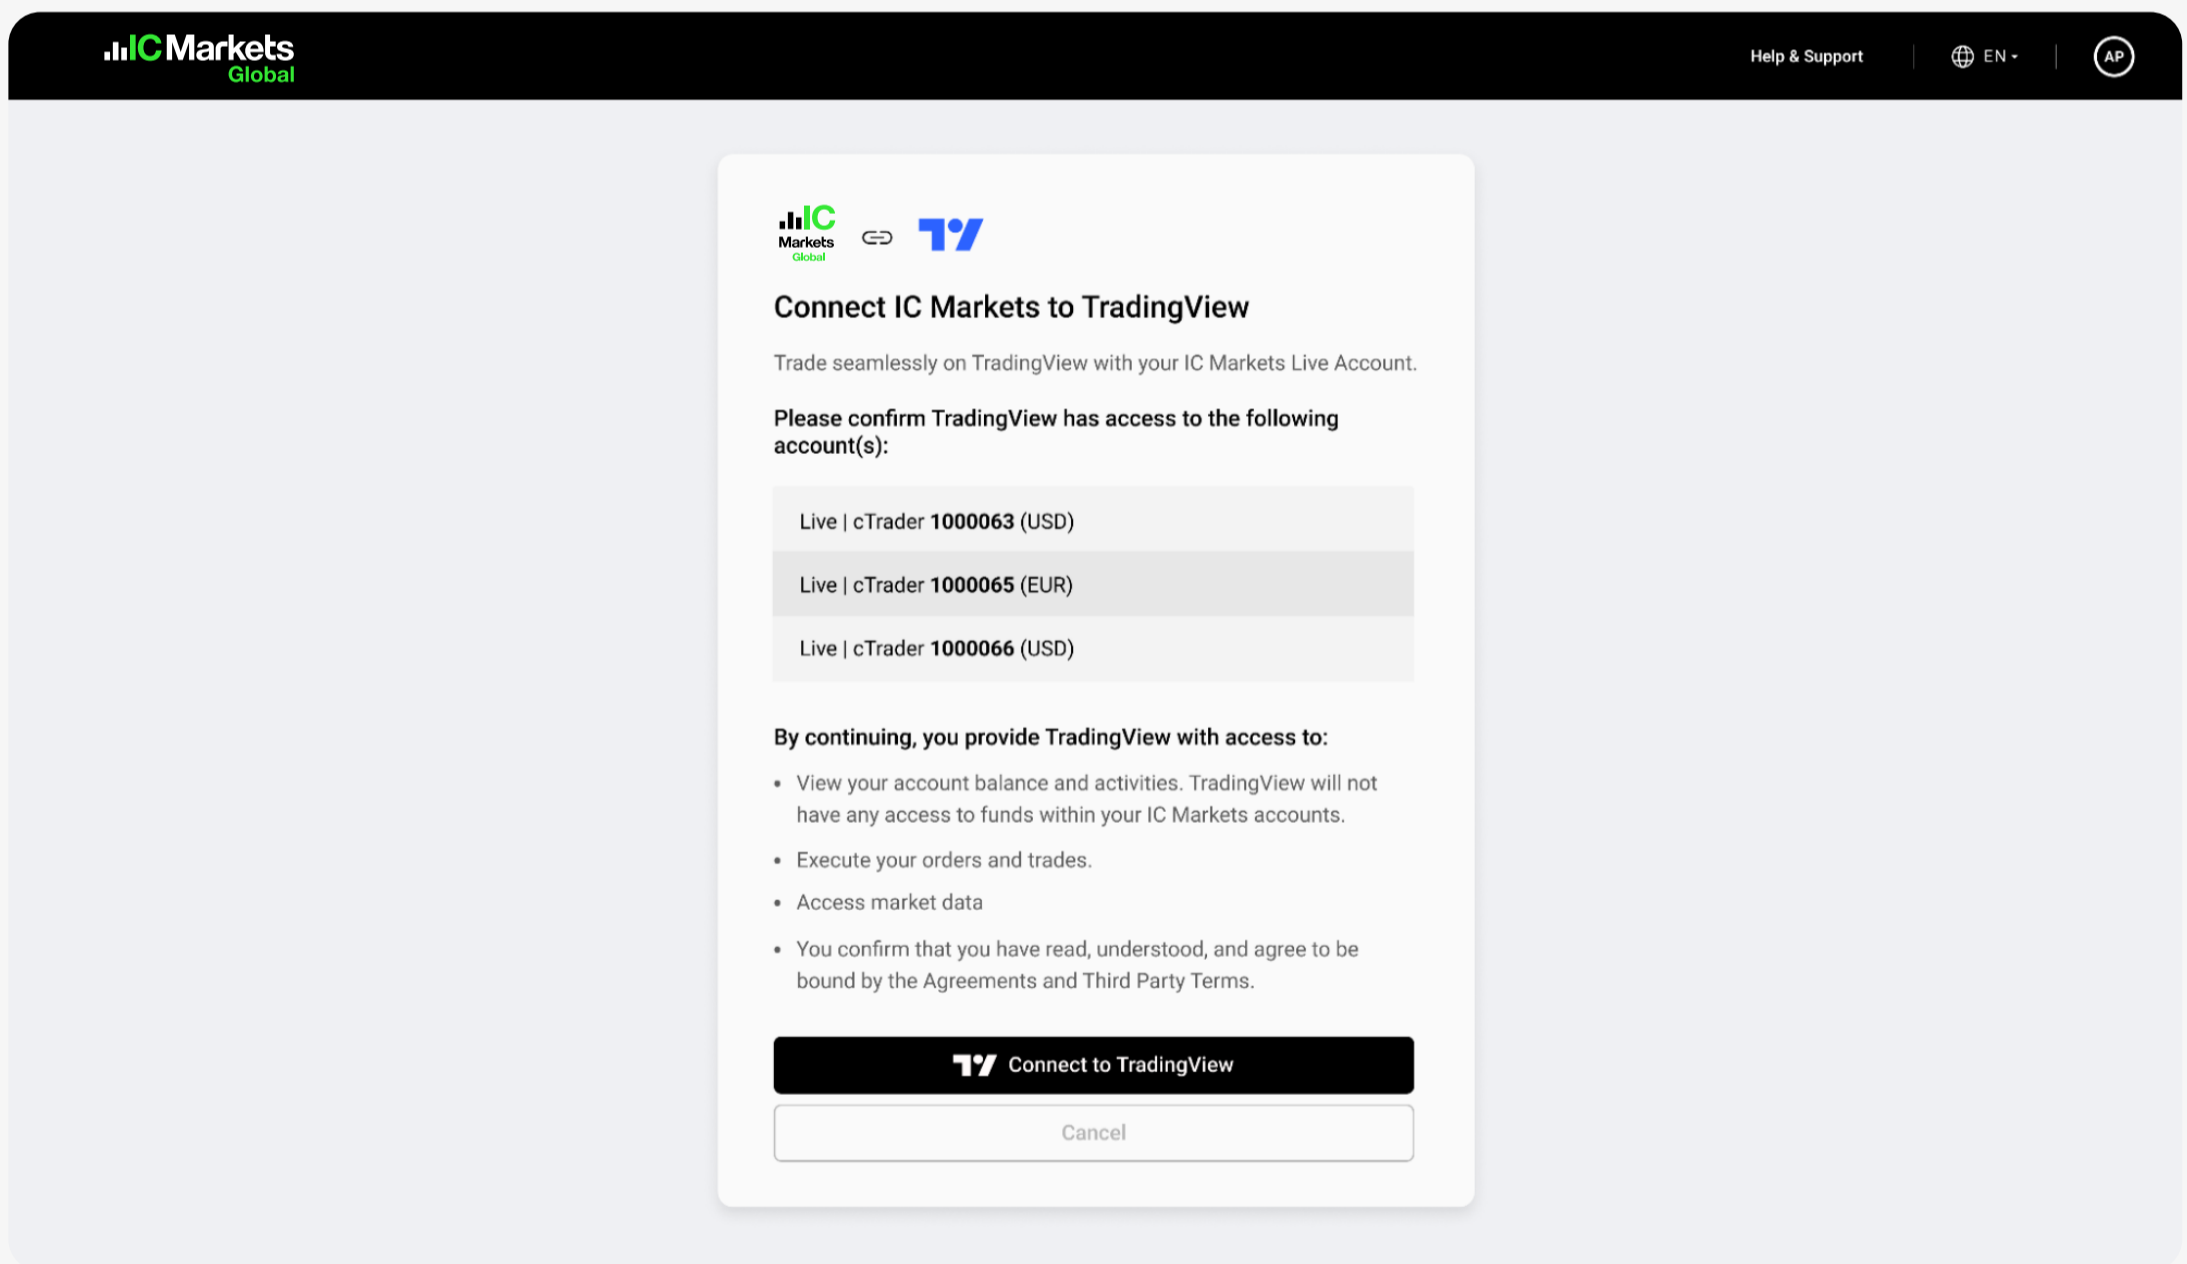 IC Markets
Global
Help & Support
EN
AP
IC
Markets
Global
Connect IC Markets to TradingView
Trade seamlessly on TradingView with your IC Markets Live Account.
Please confirm TradingView has access to the following
account(s):
Live | cTrader 1000063 (USD)
Live | cTrader 1000065 (EUR)
Live | cTrader 1000066 (USD)
By continuing, you provide TradingView with access to:
• View your account balance and activities. TradingView will not
have any access to funds within your IC Markets accounts.
• Execute your orders and trades.
• Access market data
• You confirm that you have read, understood, and agree to be
bound by the Agreements and Third Party Terms.
Connect to TradingView
Cancel